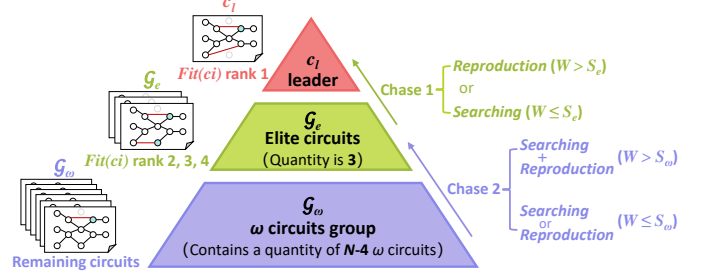 c_l
Fit(ci) rank 1
c_l
leader
Chase 1
Reproduction (W > S_e)
or
Searching (W ≤ S_e)
𝒢_e
Fit(ci) rank 2, 3, 4
𝒢_e
Elite circuits
(Quantity is 3)
Chase 2
Searching
+
Reproduction (W > S_ω)
Searching
or
Reproduction (W ≤ S_ω)
𝒢_ω
Remaining circuits
𝒢_ω
ω circuits group
(Contains a quantity of N-4 ω circuits)